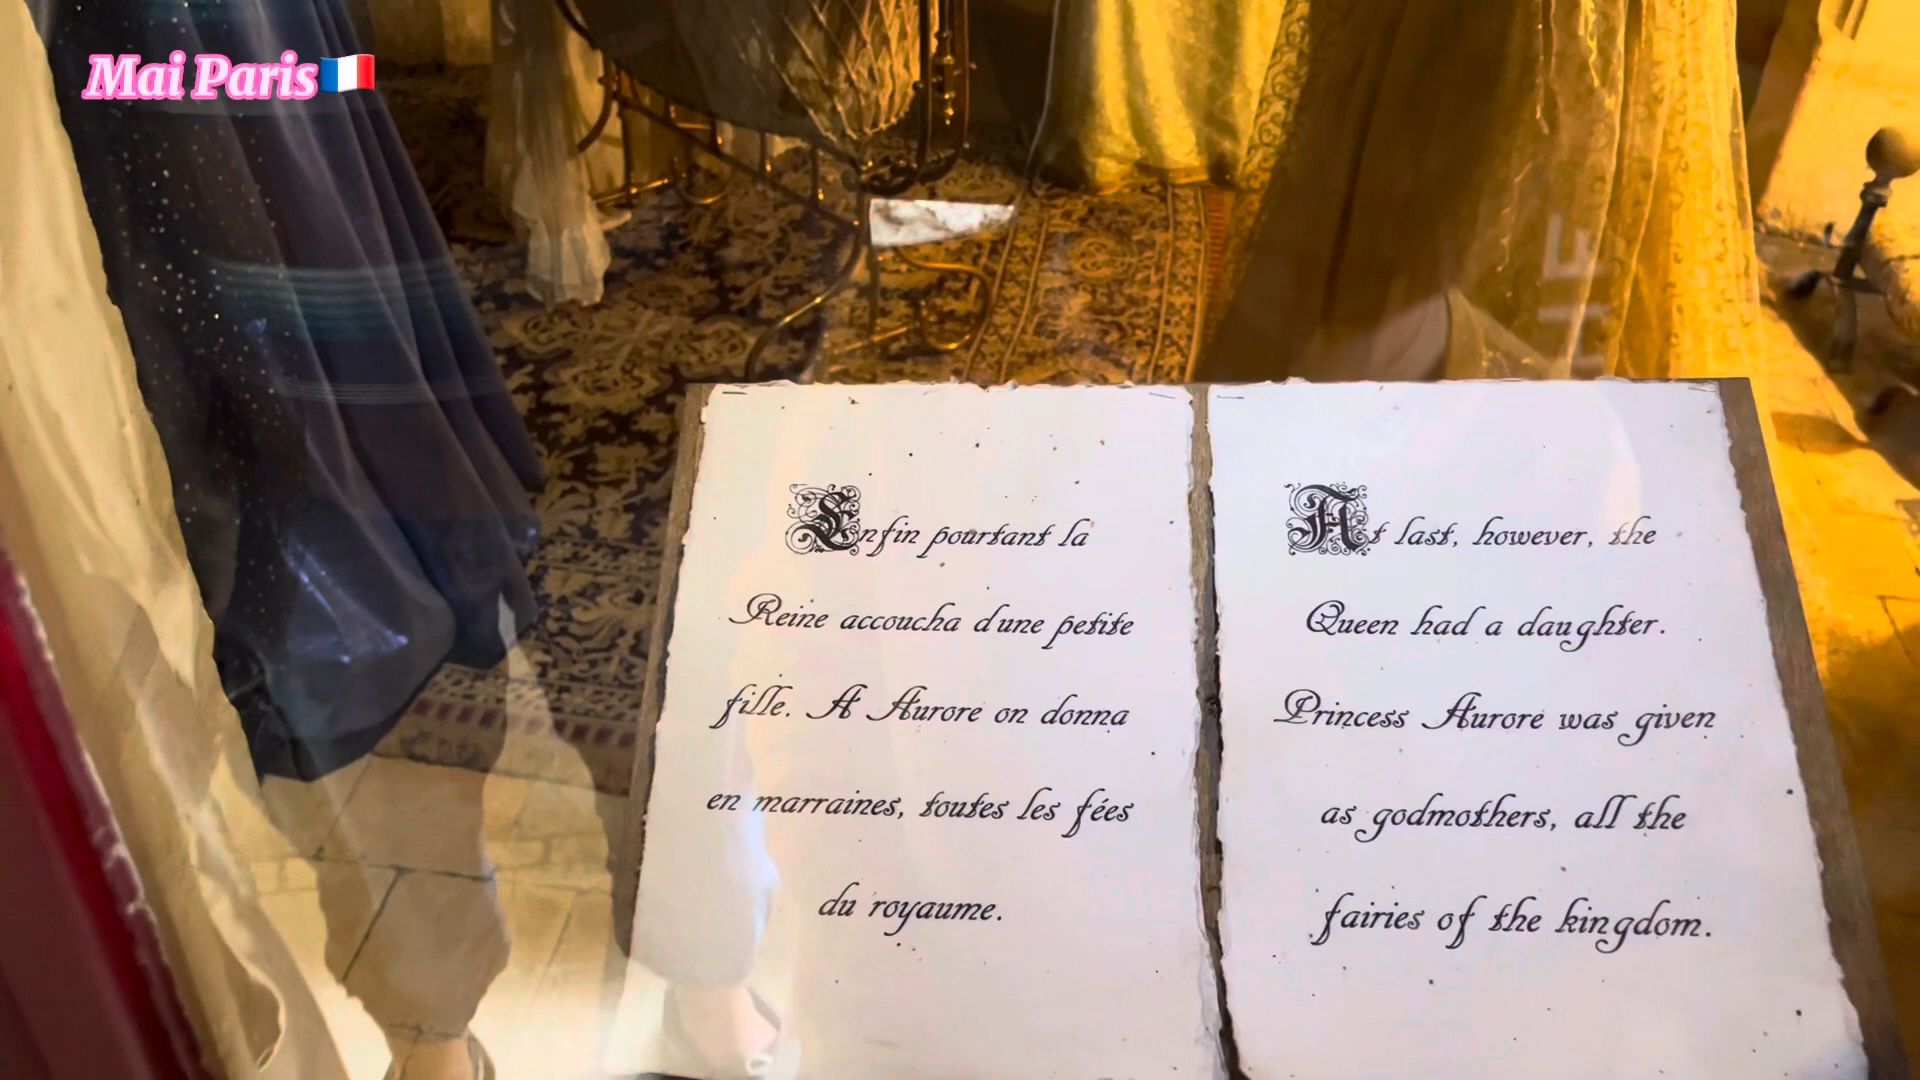 Mai Paris
Enfin pourtant la
Reine accoucha d'une petite
fille. A Aurore on donna
en marraines, toutes les fées
du royaume.
At last, however, the
Queen had a daughter.
Princess Aurore was given
as godmothers, all the
fairies of the kingdom.